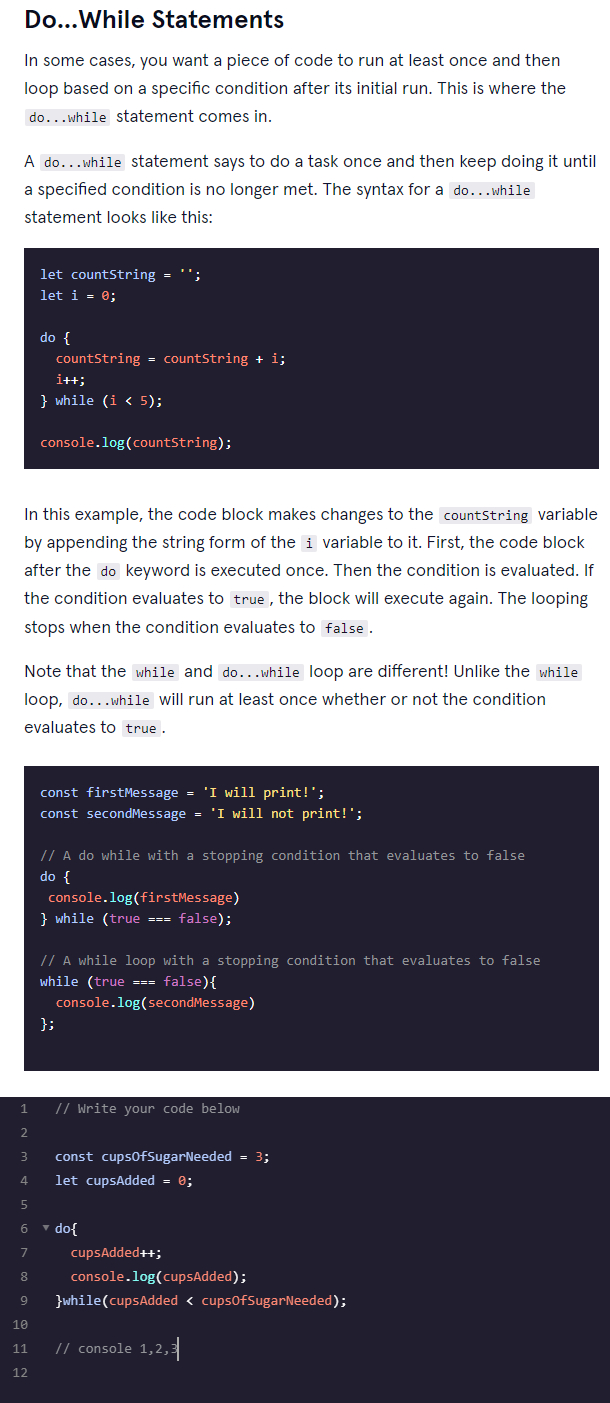 Do...While Statements
In some cases, you want a piece of code to run at least once and then
loop based on a specific condition after its initial run. This is where the
do...while statement comes in.
A do...while statement says to do a task once and then keep doing it until
a specified condition is no longer met. The syntax for a do...while
statement looks like this:
let countString = '';
let i = 0;
do {
  countString = countString + i;
  i++;
} while (i < 5);
console.log(countString);
In this example, the code block makes changes to the countString variable
by appending the string form of the i variable to it. First, the code block
after the do keyword is executed once. Then the condition is evaluated. If
the condition evaluates to true, the block will execute again. The looping
stops when the condition evaluates to false.
Note that the while and do...while loop are different! Unlike the while
loop, do...while will run at least once whether or not the condition
evaluates to true.
const firstMessage = 'I will print!';
const secondMessage = 'I will not print!';
// A do while with a stopping condition that evaluates to false
do {
 console.log(firstMessage)
} while (true === false);
// A while loop with a stopping condition that evaluates to false
while (true === false){
  console.log(secondMessage)
};
1 // Write your code below
2
3 const cupsOfSugarNeeded = 3;
4 let cupsAdded = 0;
5
6 do{
7   cupsAdded++;
8   console.log(cupsAdded);
9 }while(cupsAdded < cupsOfSugarNeeded);
10
11 // console 1,2,3
12